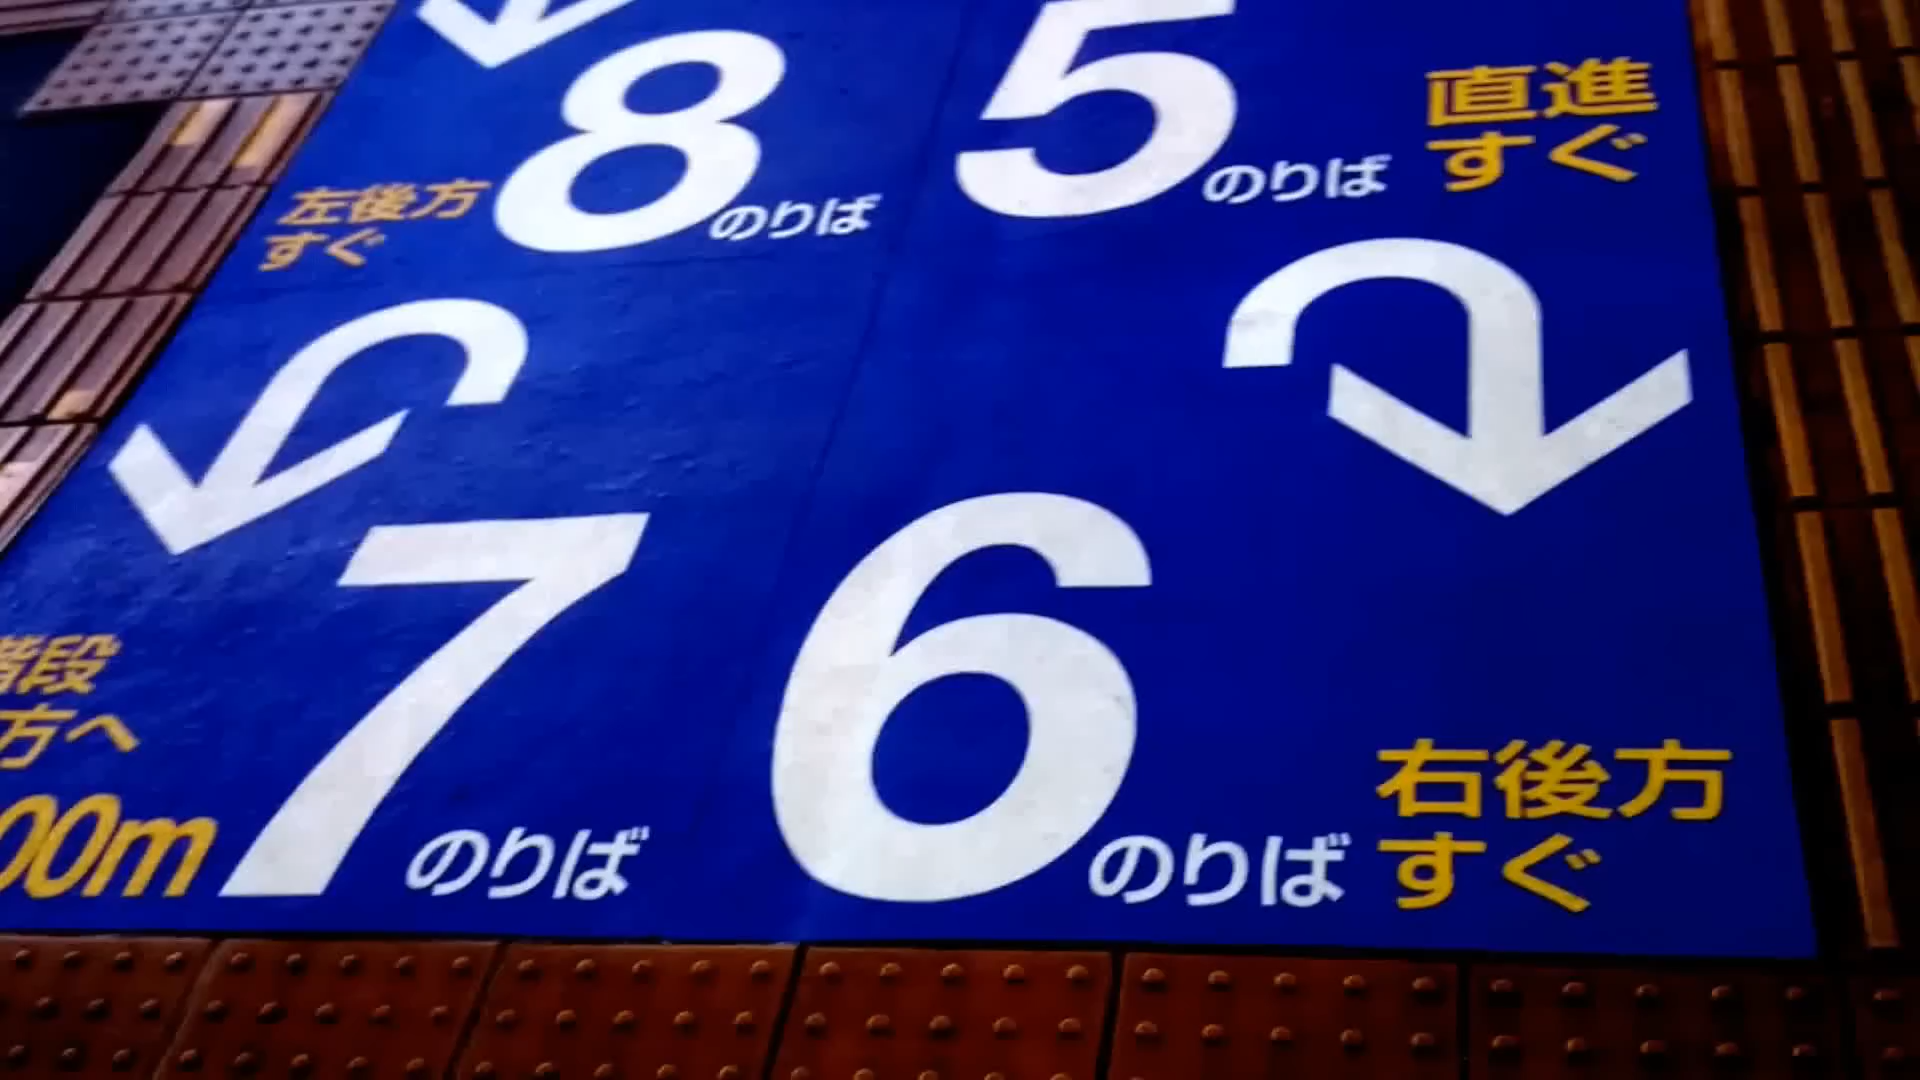 8のりば
左後方
すぐ
5のりば
直進
すぐ
7のりば
階段
方へ
00m
6のりば
右後方
すぐ